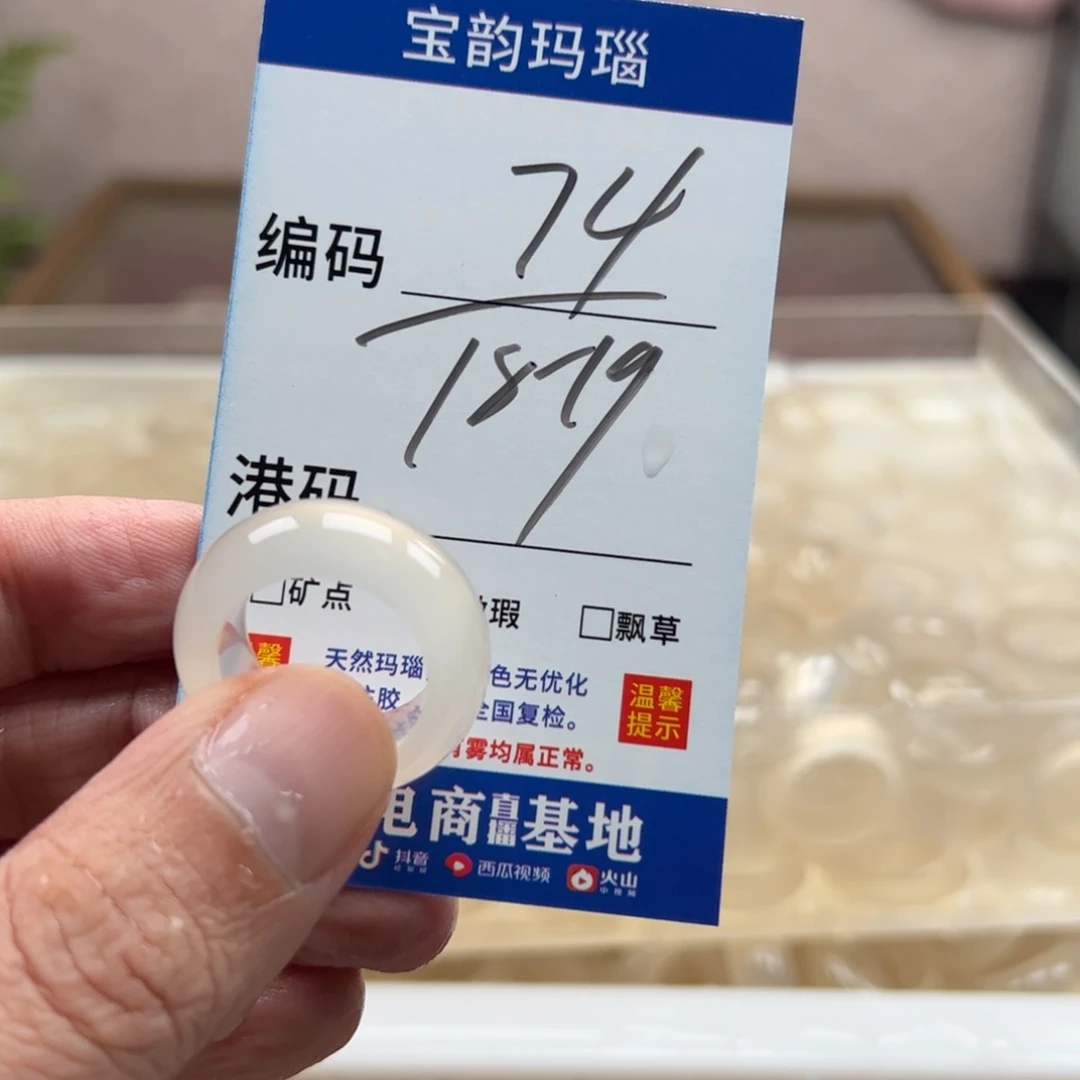 宝韵玛瑙
编码 74
1879
港码
□矿点 瑕 □飘草
馨 天然玛瑙 色无优化 温馨
胶 全国复检。 提示
雾均属正常。
电商直播基地
抖音 西瓜视频 火山